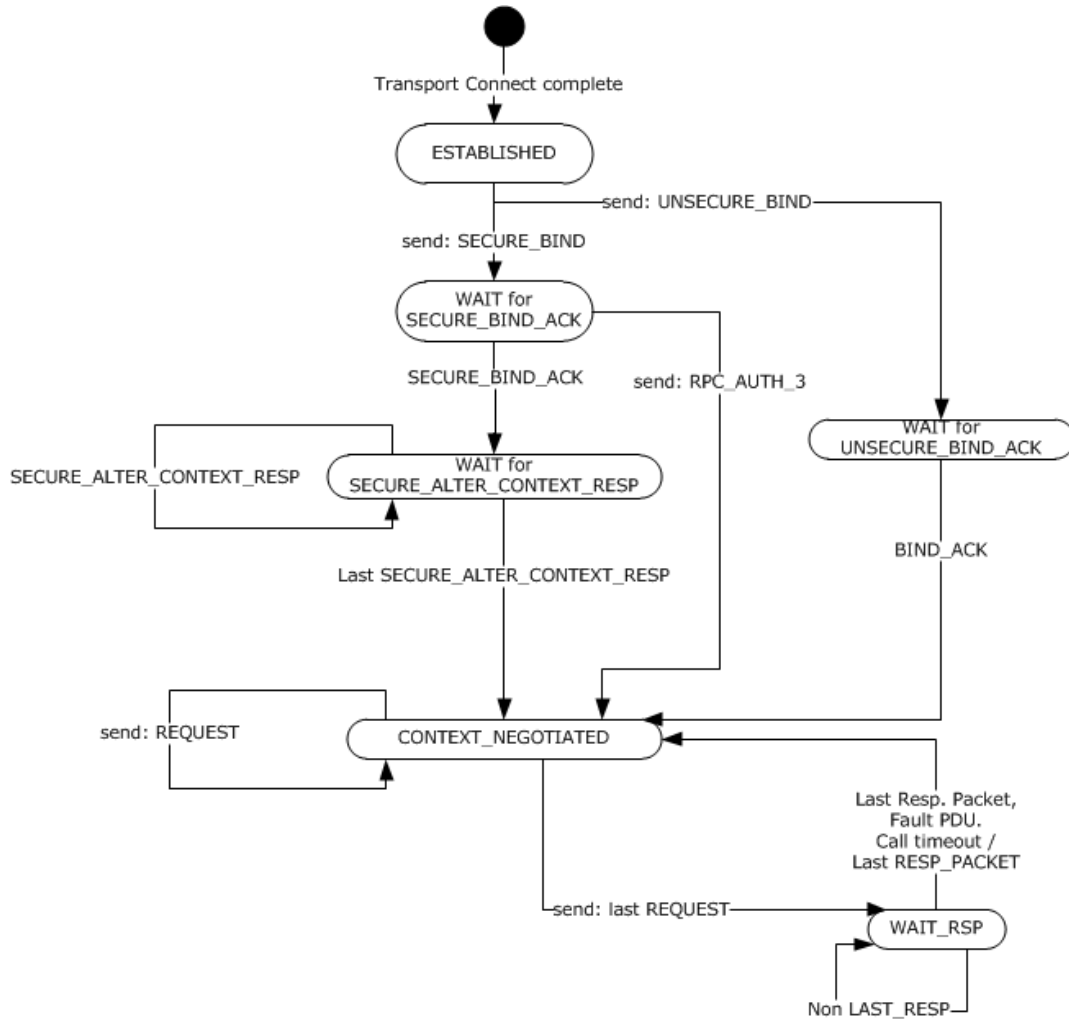 Transport Connect complete
ESTABLISHED
send: UNSECURE_BIND
send: SECURE_BIND
WAIT for
SECURE_BIND_ACK
SECURE_BIND_ACK
send: RPC_AUTH_3
WAIT for
UNSECURE_BIND_ACK
WAIT for
SECURE_ALTER_CONTEXT_RESP
SECURE_ALTER_CONTEXT_RESP
BIND_ACK
Last SECURE_ALTER_CONTEXT_RESP
send: REQUEST
CONTEXT_NEGOTIATED
Last Resp. Packet,
Fault PDU.
Call timeout /
Last RESP_PACKET
send: last REQUEST
WAIT_RSP
Non LAST_RESP